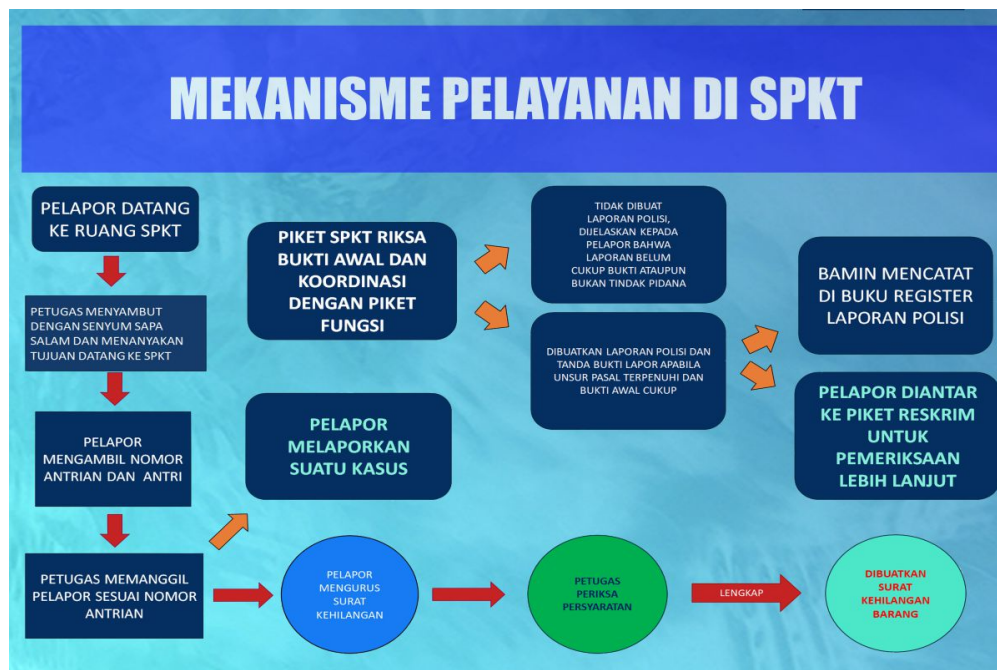 MEKANISME PELAYANAN DI SPKT
PELAPOR DATANG
KE RUANG SPKT
PETUGAS MENYAMBUT
DENGAN SENYUM SAPA
SALAM DAN MENANYAKAN
TUJUAN DATANG KE SPKT
PELAPOR
MENGAMBIL NOMOR
ANTRIAN DAN ANTRI
PETUGAS MEMANGGIL
PELAPOR SESUAI NOMOR
ANTRIAN
PELAPOR
MELAPORKAN
SUATU KASUS
PIKET SPKT RIKSA
BUKTI AWAL DAN
KOORDINASI
DENGAN PIKET
FUNGSI
TIDAK DIBUAT
LAPORAN POLISI,
DIJELASKAN KEPADA
PELAPOR BAHWA
LAPORAN BELUM
CUKUP BUKTI ATAUPUN
BUKAN TINDAK PIDANA
DIBUATKAN LAPORAN POLISI DAN
TANDA BUKTI LAPOR APABILA
UNSUR PASAL TERPENUHI DAN
BUKTI AWAL CUKUP
BAMIN MENCATAT
DI BUKU REGISTER
LAPORAN POLISI
PELAPOR DIANTAR
KE PIKET RESKRIM
UNTUK
PEMERIKSAAN
LEBIH LANJUT
PELAPOR
MENGURUS
SURAT
KEHILANGAN
PETUGAS
PERIKSA
PERSYARATAN
LENGKAP
DIBUATKAN
SURAT
KEHILANGAN
BARANG